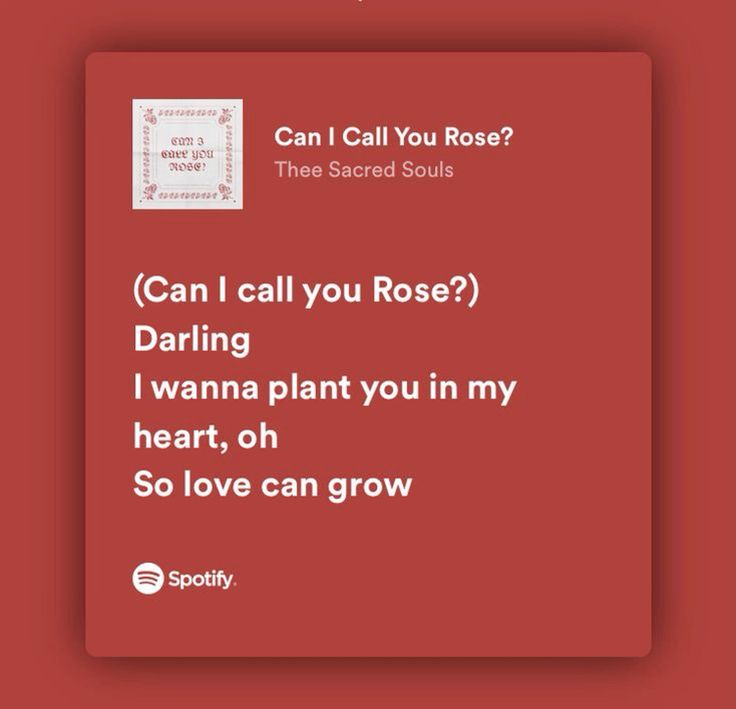 CAN I
CALL YOU
ROSE?
Can I Call You Rose?
Thee Sacred Souls
(Can I call you Rose?)
Darling
I wanna plant you in my
heart, oh
So love can grow
Spotify